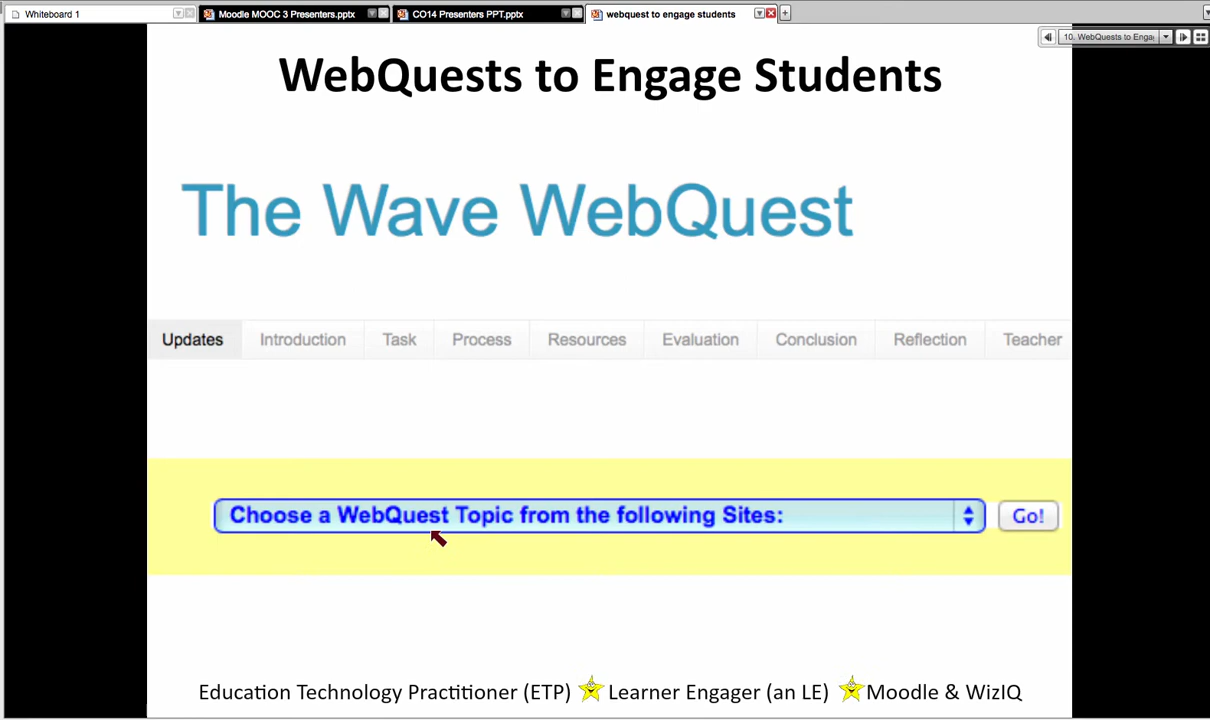 Whiteboard 1
Moodle MOOC 3 Presenters.pptx
CO14 Presenters PPT.pptx
webquest to engage students
10. WebQuests to Enga
WebQuests to Engage Students
The Wave WebQuest
Updates Introduction Task Process Resources Evaluation Conclusion Reflection Teacher
Choose a WebQuest Topic from the following Sites:
Go!
Education Technology Practitioner (ETP) Learner Engager (an LE) Moodle & WizIQ